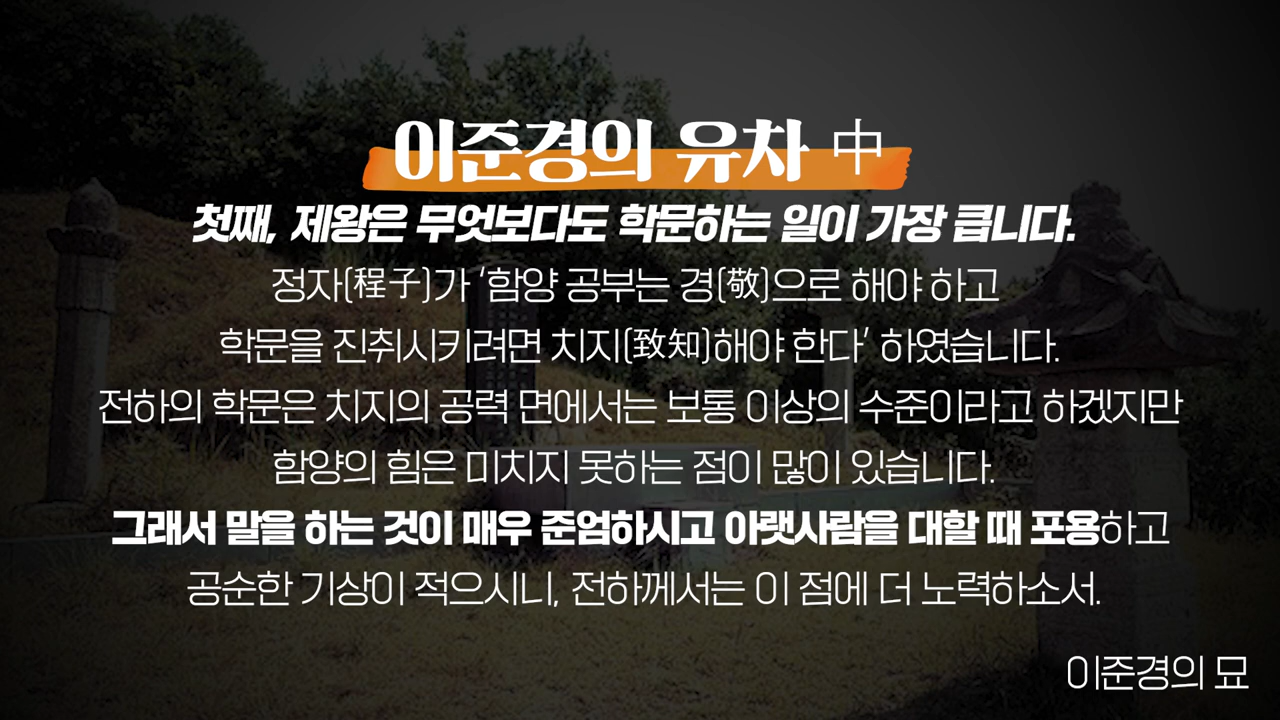 이준경의 유차 中
첫째, 제왕은 무엇보다도 학문하는 일이 가장 큽니다.
정자(程子)가 ‘함양 공부는 경(敬)으로 해야 하고
학문을 진취시키려면 치지(致知)해야 한다’ 하였습니다.
전하의 학문은 치지의 공력 면에서는 보통 이상의 수준이라고 하겠지만
함양의 힘은 미치지 못하는 점이 많이 있습니다.
그래서 말을 하는 것이 매우 준엄하시고 아랫사람을 대할 때 포용하고
공순한 기상이 적으시니, 전하께서는 이 점에 더 노력하소서.
이준경의 묘